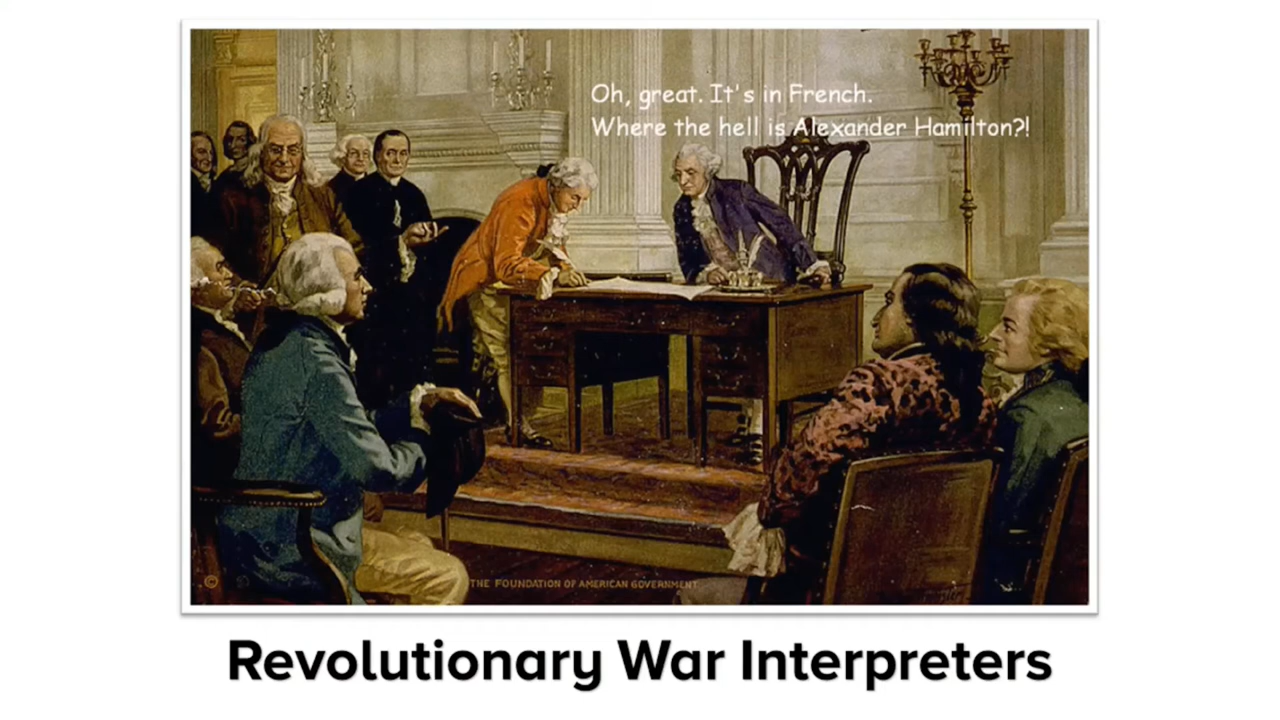 Oh, great. It's in French.
Where the hell is Alexander Hamilton?!
© THE FOUNDATION OF AMERICAN GOVERNMENT
Revolutionary War Interpreters